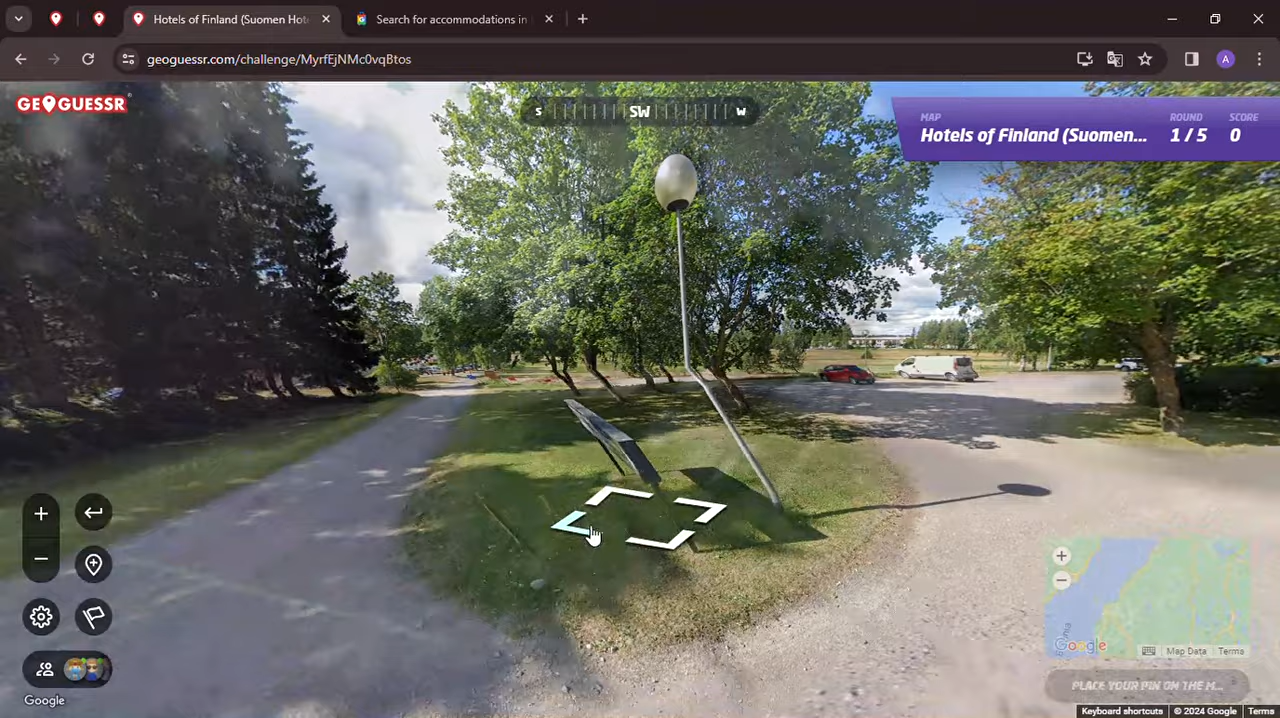 Hotels of Finland (Suomen Hot
Search for accommodations in
geoguessr.com/challenge/MyrfEjNMc0vqBtos
A
GEOGUESSR
S
SW
W
MAP
ROUND
SCORE
Hotels of Finland (Suomen...
1 / 5
0
Google
Map Data
Terms
PLACE YOUR PIN ON THE M...
Google
Keyboard shortcuts
© 2024 Google
Terms